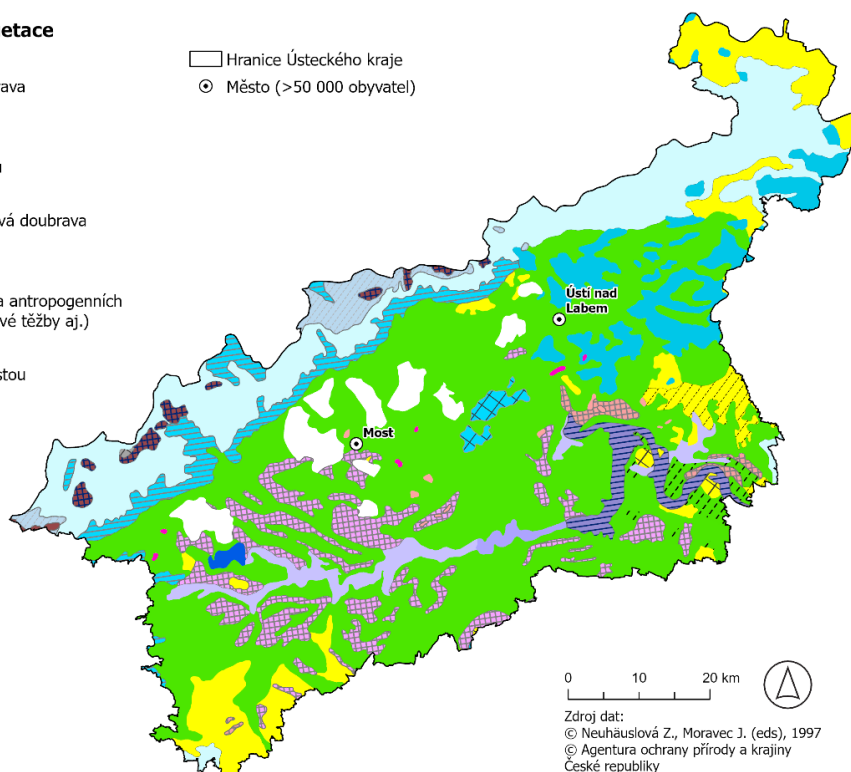 etace
Hranice Ústeckého kraje
Město (>50 000 obyvatel)
ava
vá doubrava
a antropogenních
vé těžby aj.)
stou
Ústí nad
Labem
Most
0 10 20 km
Zdroj dat:
© Neuhäuslová Z., Moravec J. (eds), 1997
© Agentura ochrany přírody a krajiny
České republiky